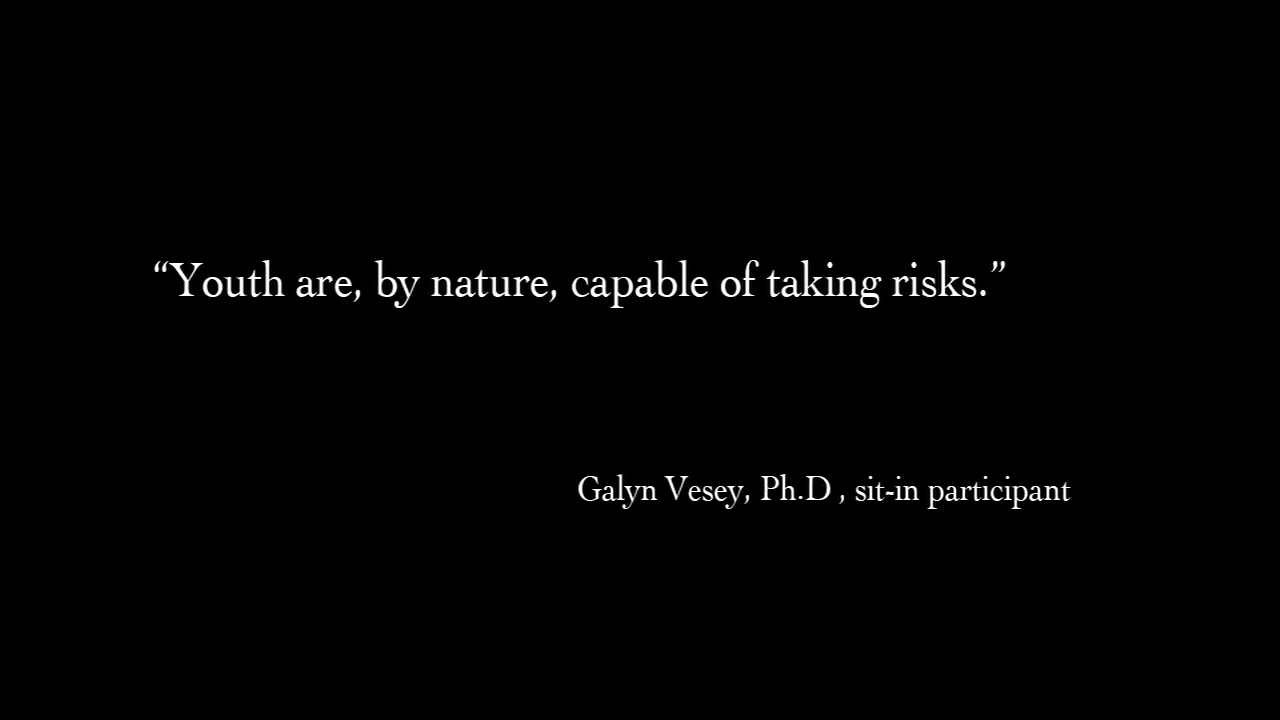 “Youth are, by nature, capable of taking risks.”
Galyn Vesey, Ph.D , sit-in participant